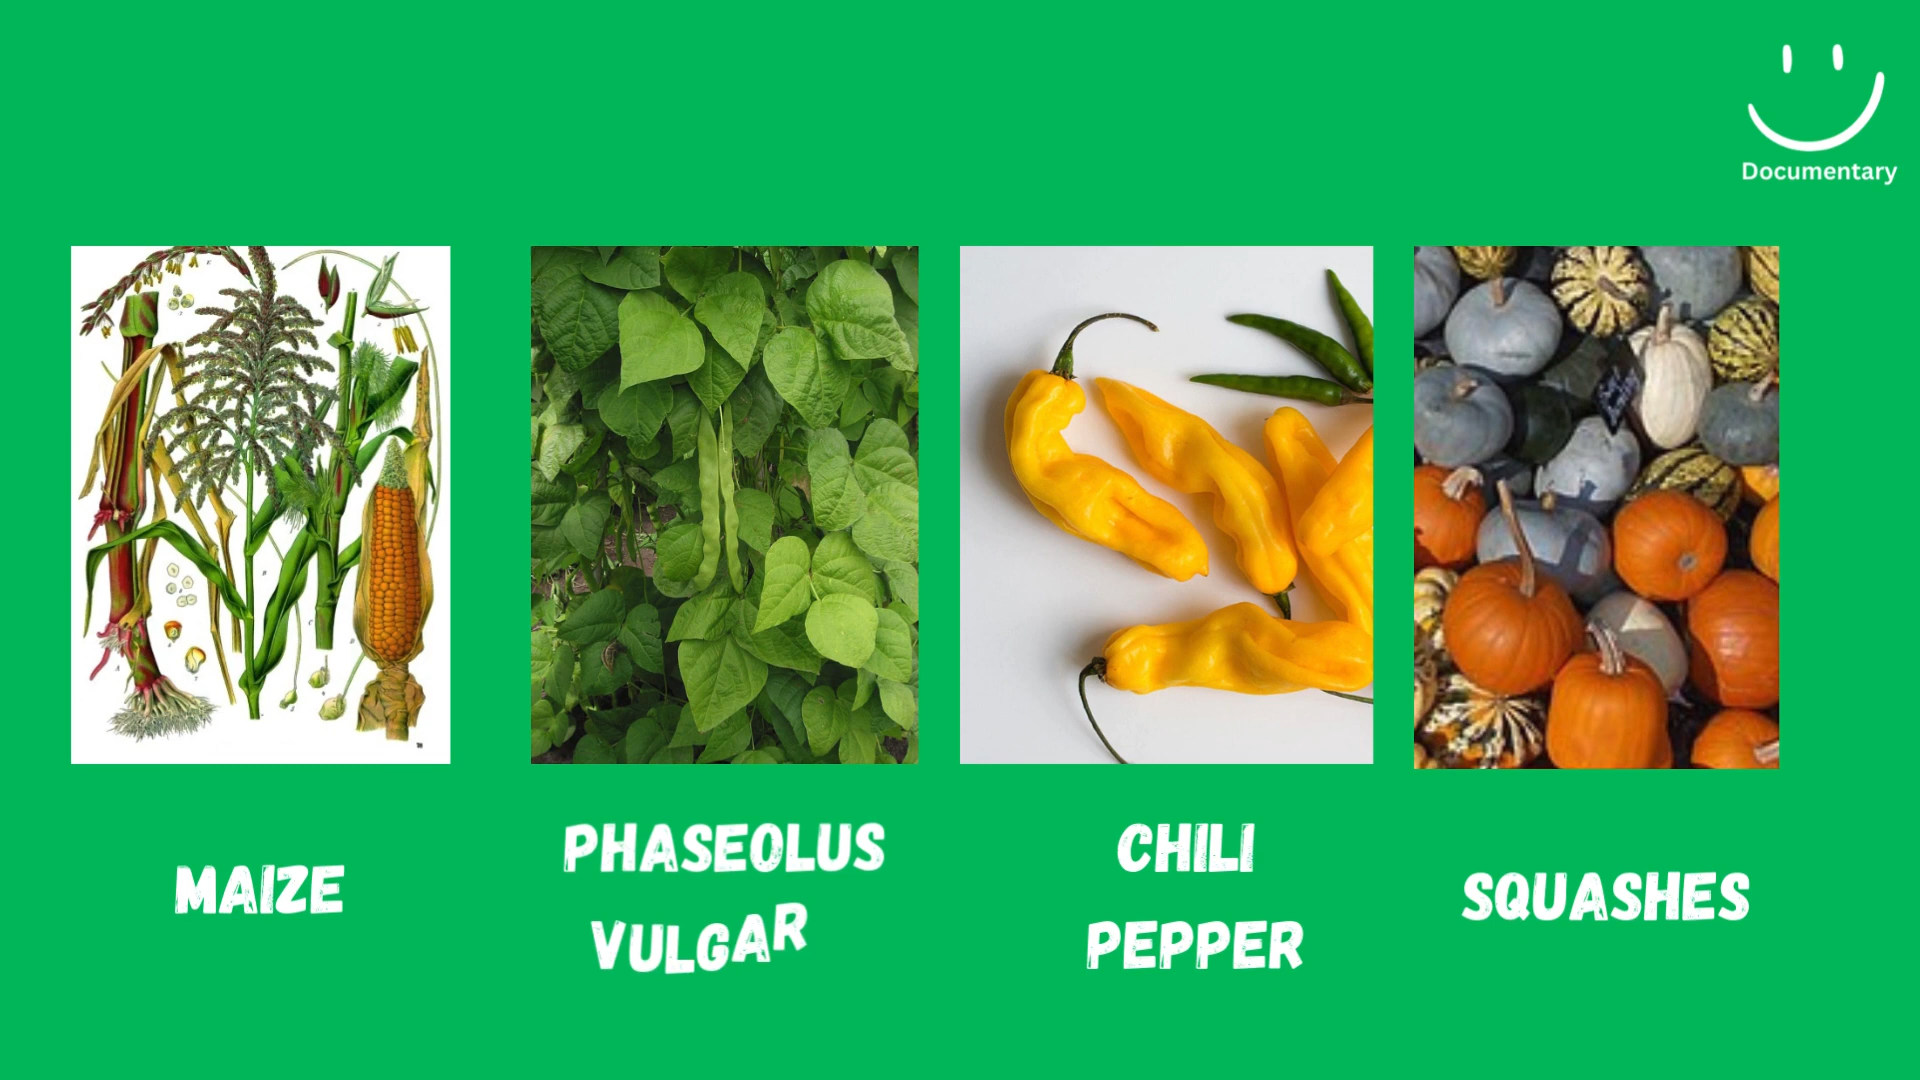 Documentary
MAIZE
PHASEOLUS
VULGAR
CHILI
PEPPER
SQUASHES